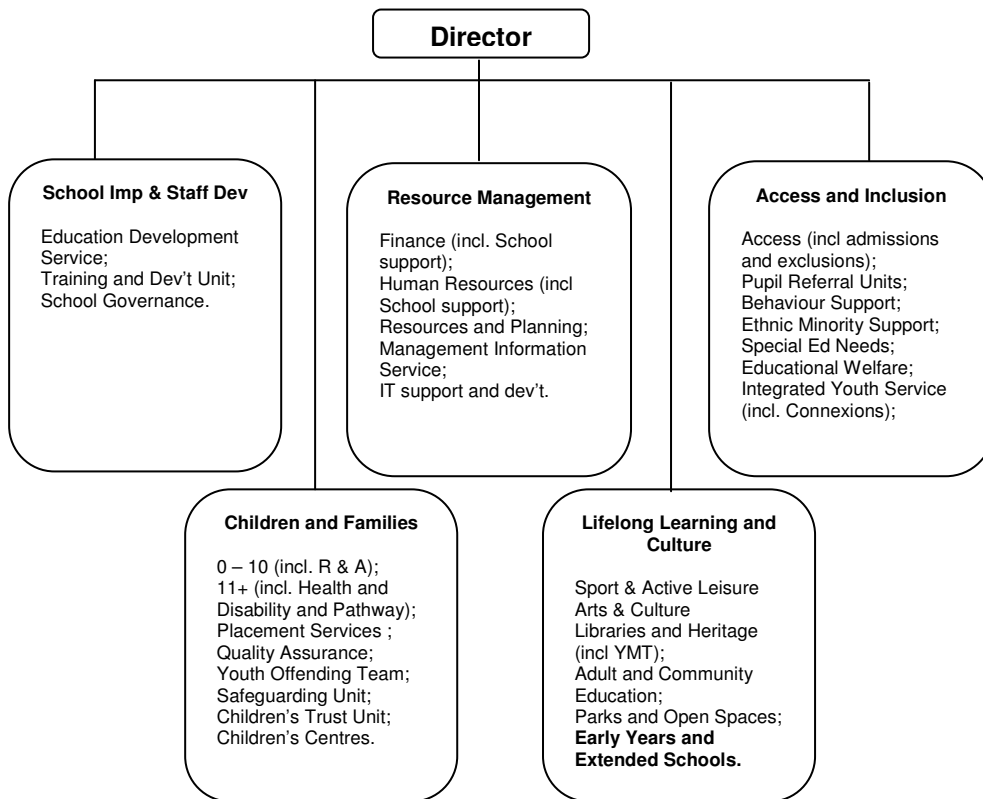 Director
School Imp & Staff Dev
Education Development
Service;
Training and Dev't Unit;
School Governance.
Resource Management
Finance (incl. School
support);
Human Resources (incl
School support);
Resources and Planning;
Management Information
Service;
IT support and dev't.
Access and Inclusion
Access (incl admissions
and exclusions);
Pupil Referral Units;
Behaviour Support;
Ethnic Minority Support;
Special Ed Needs;
Educational Welfare;
Integrated Youth Service
(incl. Connexions);
Children and Families
0 – 10 (incl. R & A);
11+ (incl. Health and
Disability and Pathway);
Placement Services ;
Quality Assurance;
Youth Offending Team;
Safeguarding Unit;
Children's Trust Unit;
Children's Centres.
Lifelong Learning and
Culture
Sport & Active Leisure
Arts & Culture
Libraries and Heritage
(incl YMT);
Adult and Community
Education;
Parks and Open Spaces;
Early Years and
Extended Schools.